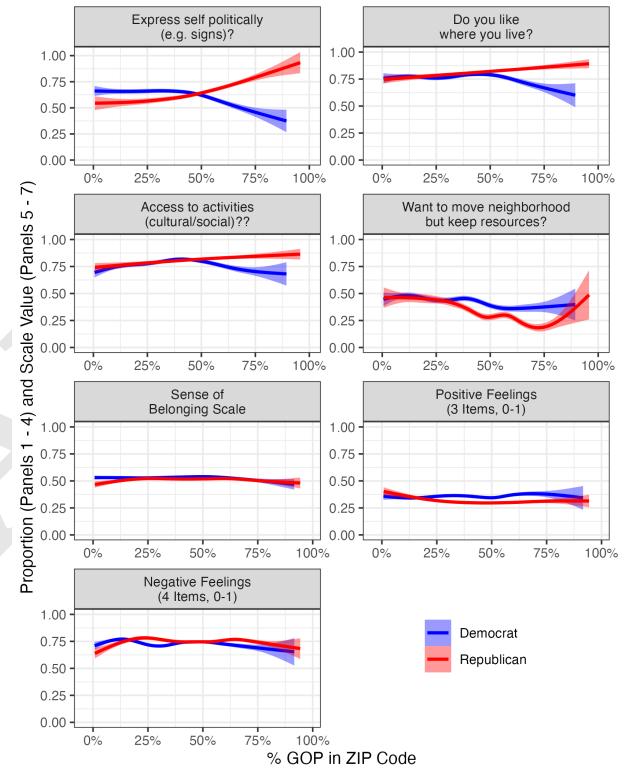 Express self politically
(e.g. signs)?
Do you like
where you live?
1.00
0.75
0.50
0.25
0.00
0% 25% 50% 75% 100%
1.00
0.75
0.50
0.25
0.00
0% 25% 50% 75% 100%
Access to activities
(cultural/social)??
Want to move neighborhood
but keep resources?
1.00
0.75
0.50
0.25
0.00
0% 25% 50% 75% 100%
1.00
0.75
0.50
0.25
0.00
0% 25% 50% 75% 100%
Sense of
Belonging Scale
Positive Feelings
(3 Items, 0-1)
1.00
0.75
0.50
0.25
0.00
0% 25% 50% 75% 100%
1.00
0.75
0.50
0.25
0.00
0% 25% 50% 75% 100%
Negative Feelings
(4 Items, 0-1)
1.00
0.75
0.50
0.25
0.00
0% 25% 50% 75% 100%
Democrat
Republican
Proportion (Panels 1 - 4) and Scale Value (Panels 5 - 7)
% GOP in ZIP Code